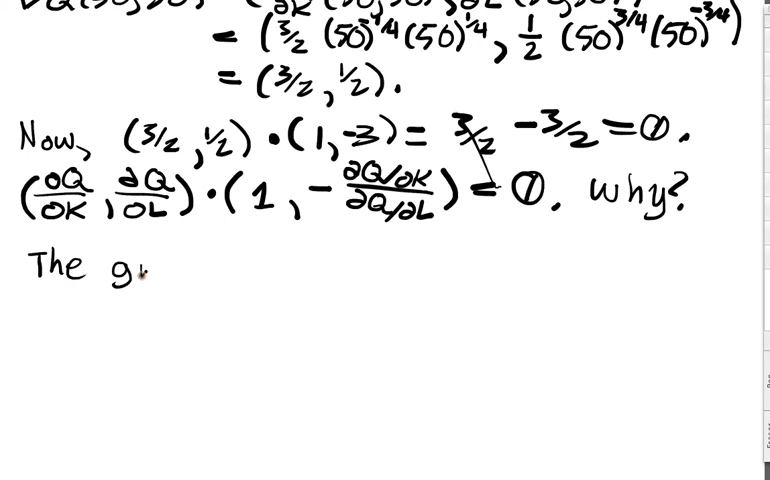 = (3/2 (50)^-1/4 (50)^1/4, 1/2 (50)^3/4 (50)^-3/4)
= (3/2, 1/2).
Now, (3/2, 1/2) • (1, -3) = 3/2 - 3/2 = 0.
(∂Q/∂K, ∂Q/∂L) • (1, - ∂Q/∂K / ∂Q/∂L) = 0. Why?
The g